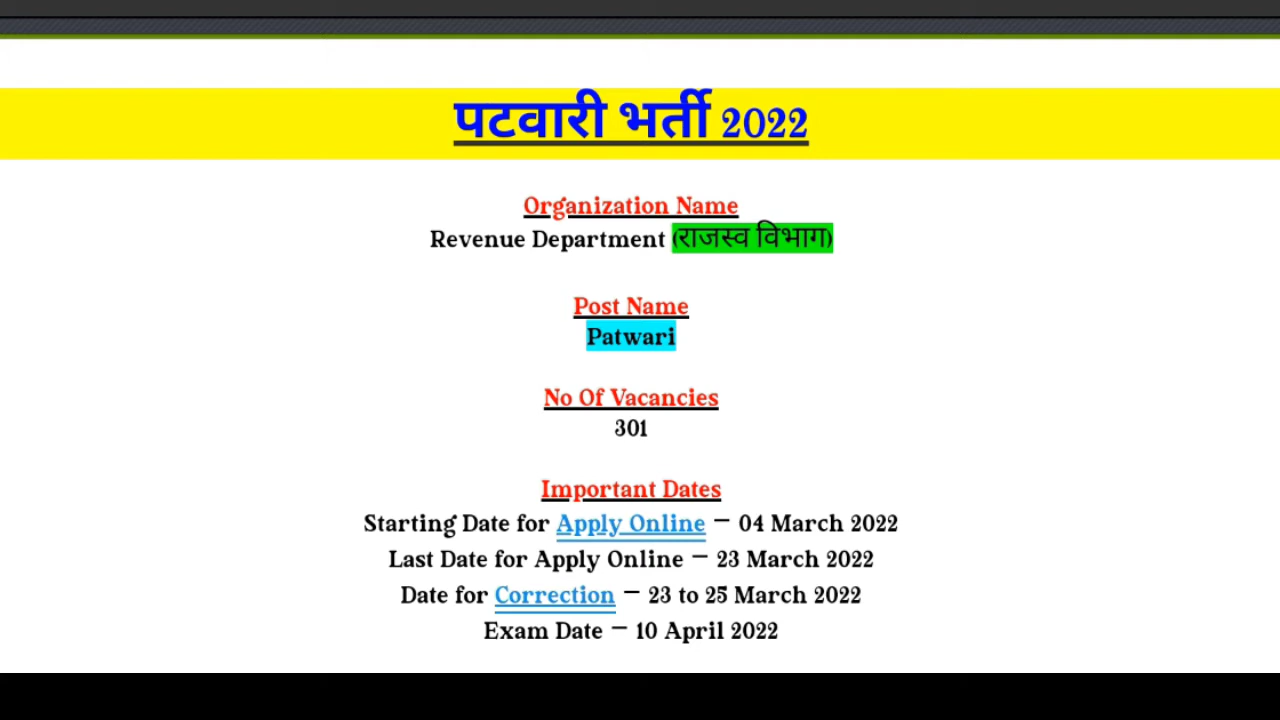 पटवारी भर्ती 2022
Organization Name
Revenue Department (राजस्व विभाग)
Post Name
Patwari
No Of Vacancies
301
Important Dates
Starting Date for Apply Online – 04 March 2022
Last Date for Apply Online – 23 March 2022
Date for Correction – 23 to 25 March 2022
Exam Date – 10 April 2022